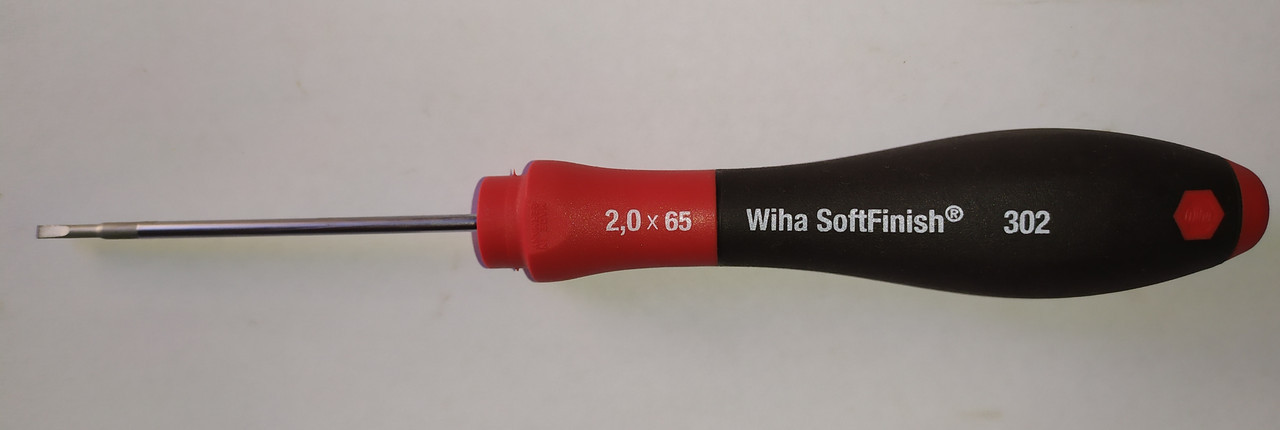 2,0 x 65 Wiha SoftFinish® 302